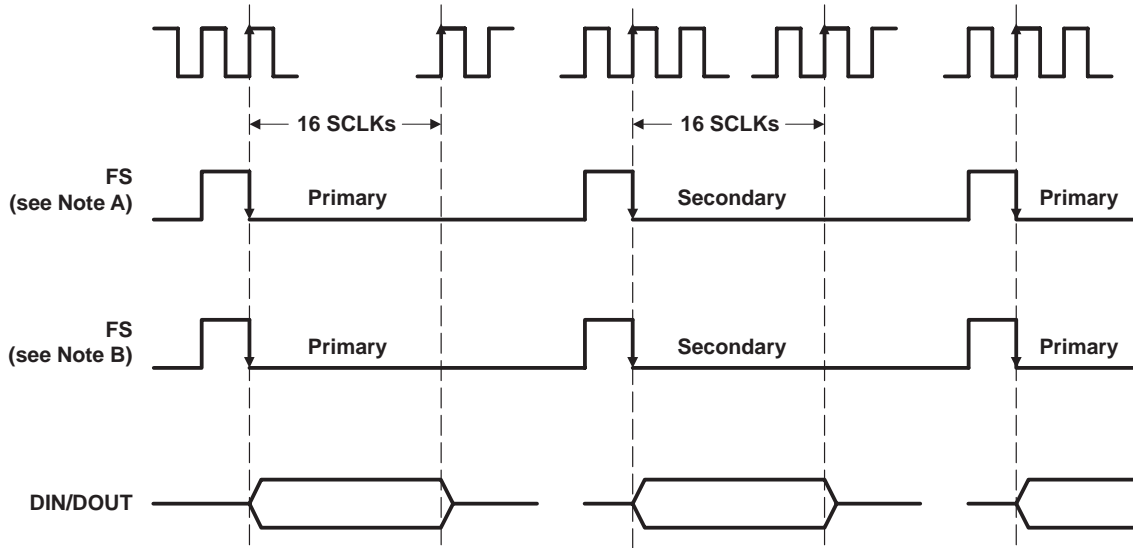 16 SCLKs
16 SCLKs
FS
(see Note A)
Primary
Secondary
Primary
FS
(see Note B)
Primary
Secondary
Primary
DIN/DOUT